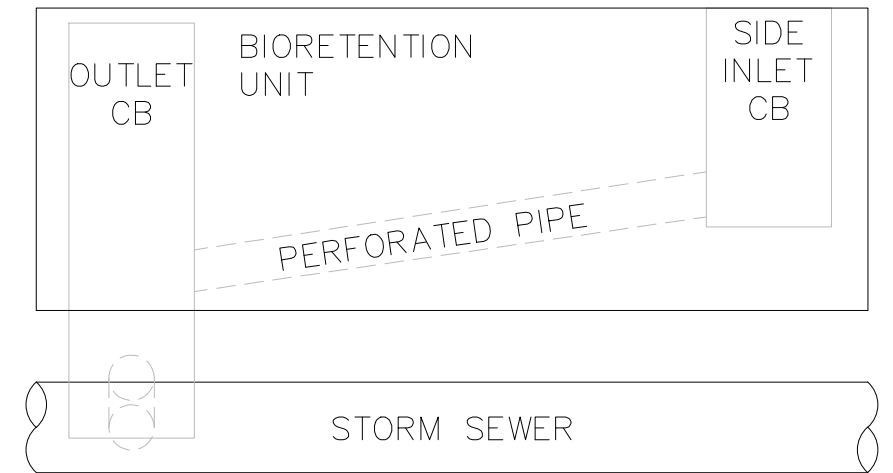 OUTLET
CB
BIORETENTION
UNIT
SIDE
INLET
CB
PERFORATED PIPE
STORM SEWER